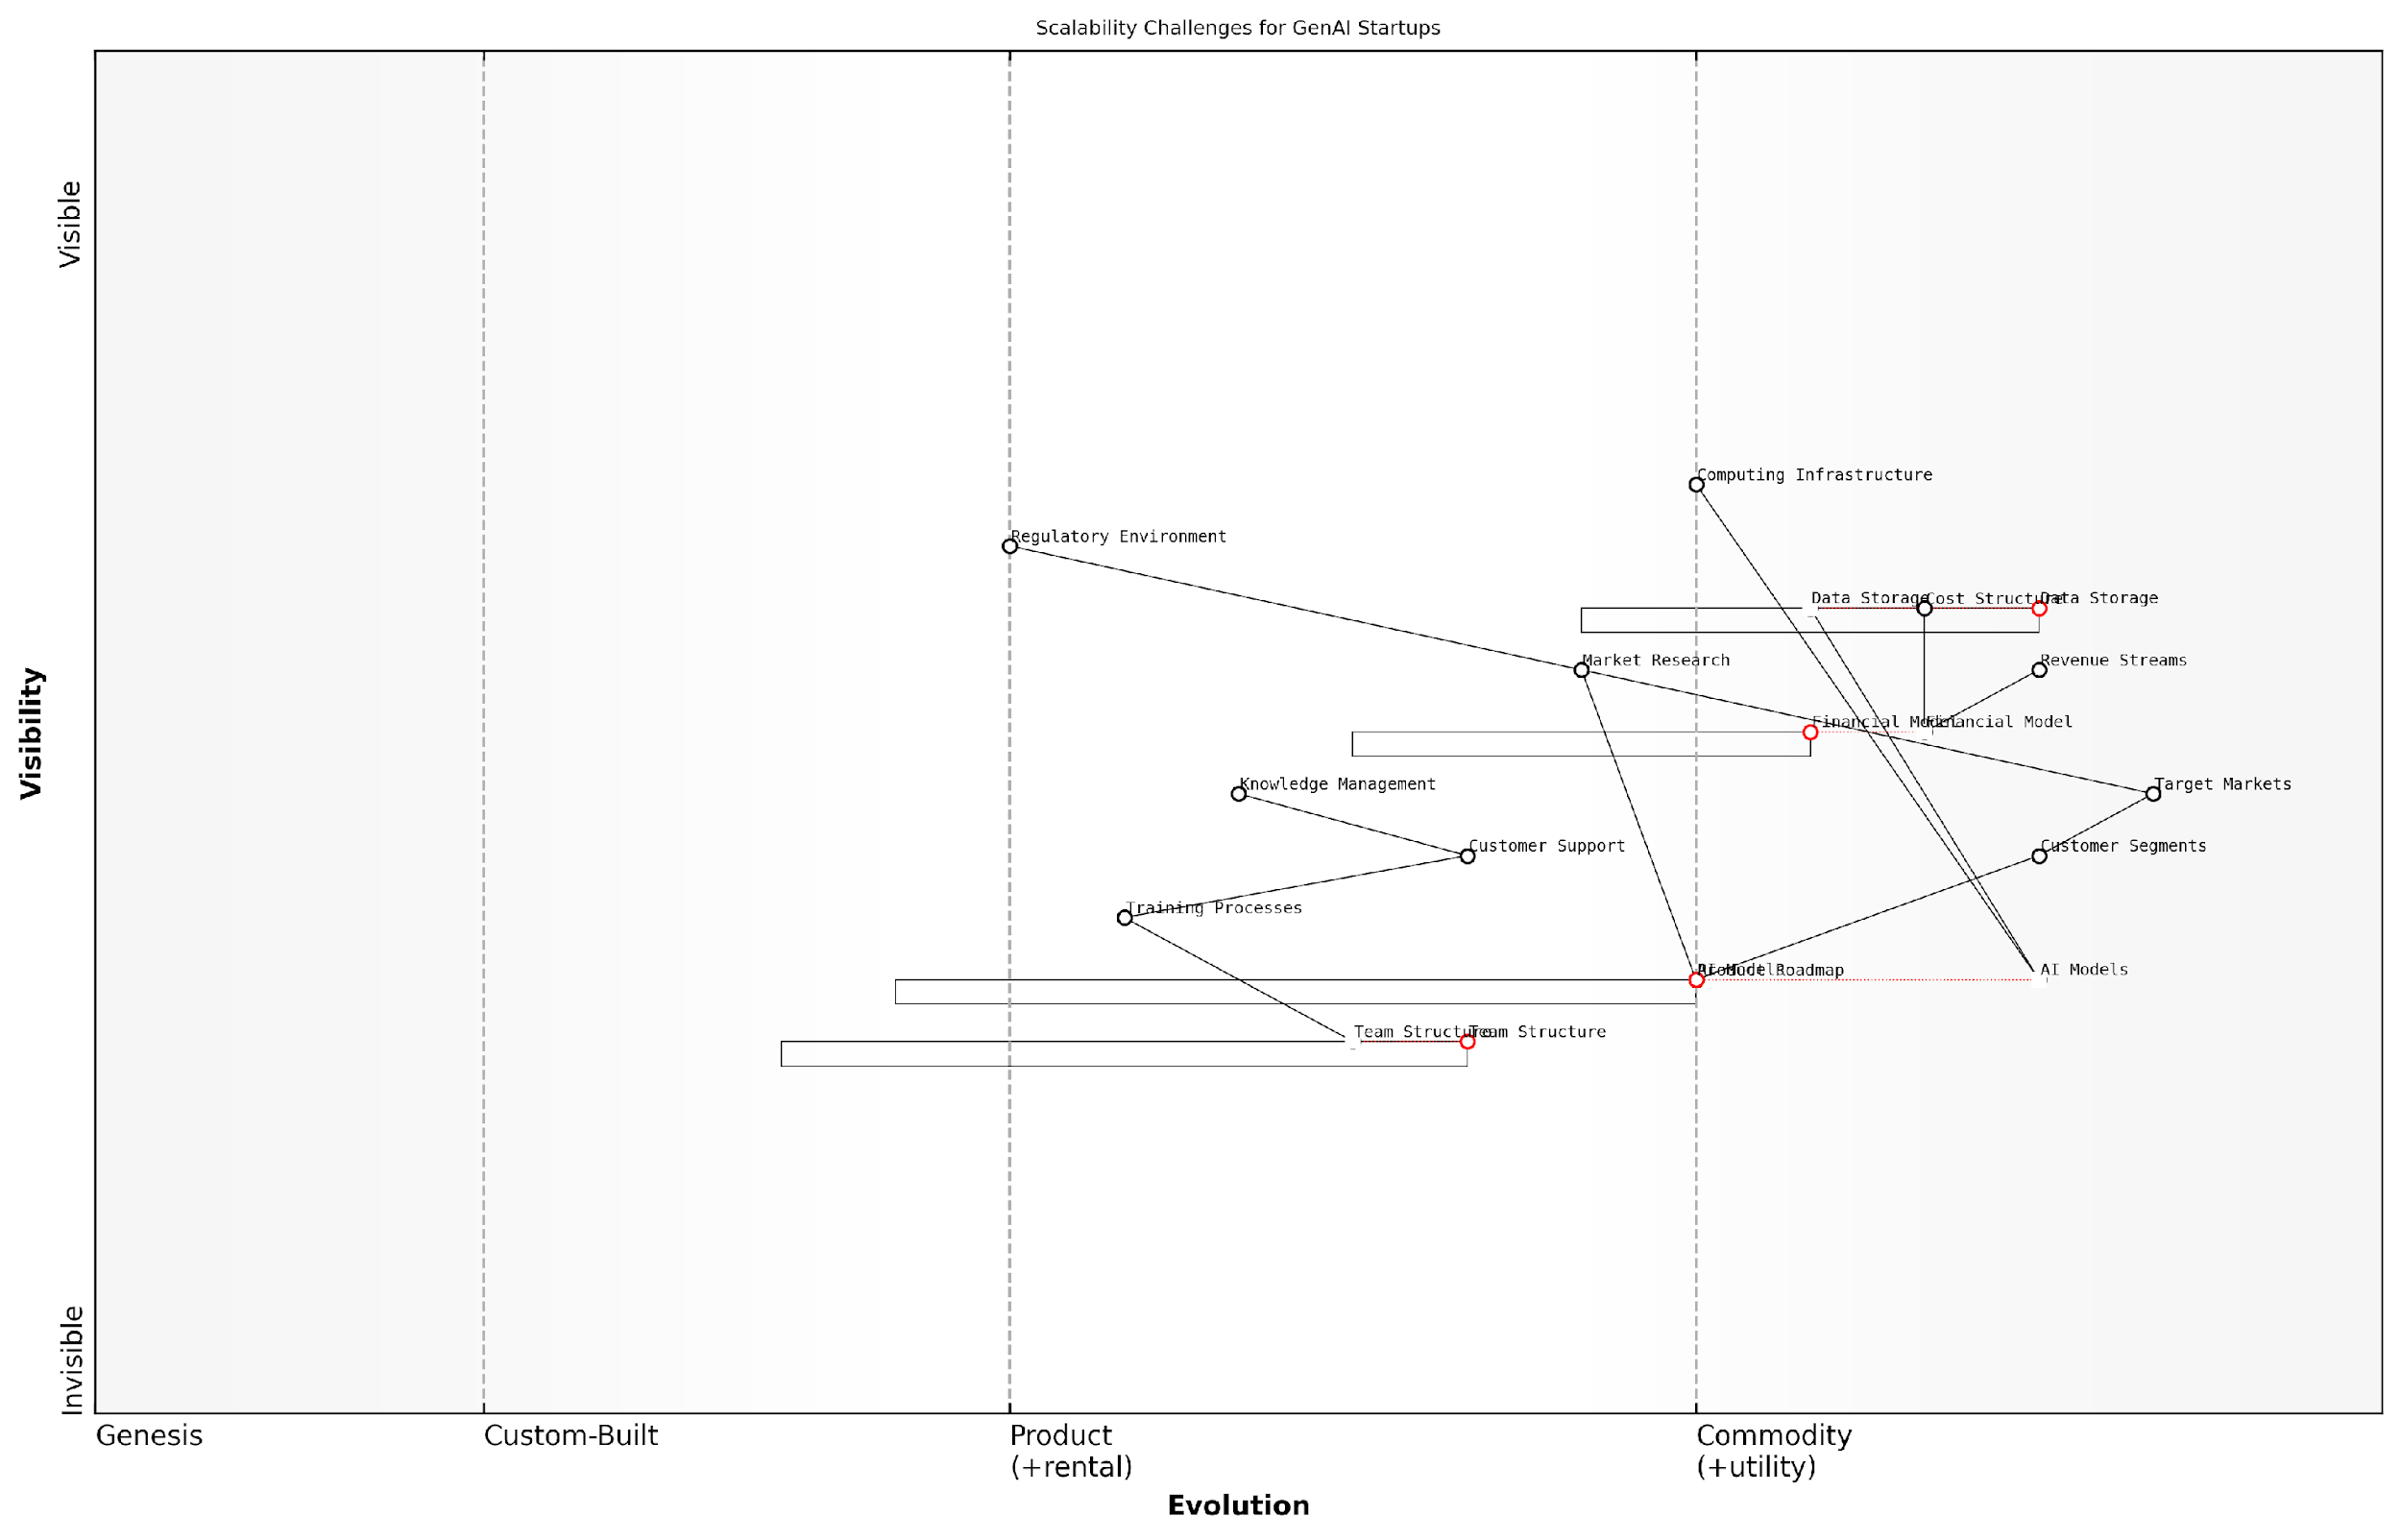 Scalability Challenges for GenAI Startups
Visible
Visibility
Invisible
Computing Infrastructure
Regulatory Environment
Data Storage
Cost Structure
Data Storage
Market Research
Revenue Streams
Financial Model
Financial Model
Knowledge Management
Target Markets
Customer Support
Customer Segments
Training Processes
AI Models
Product Roadmap
AI Models
Team Structure
Team Structure
Genesis
Custom-Built
Product
(+rental)
Commodity
(+utility)
Evolution